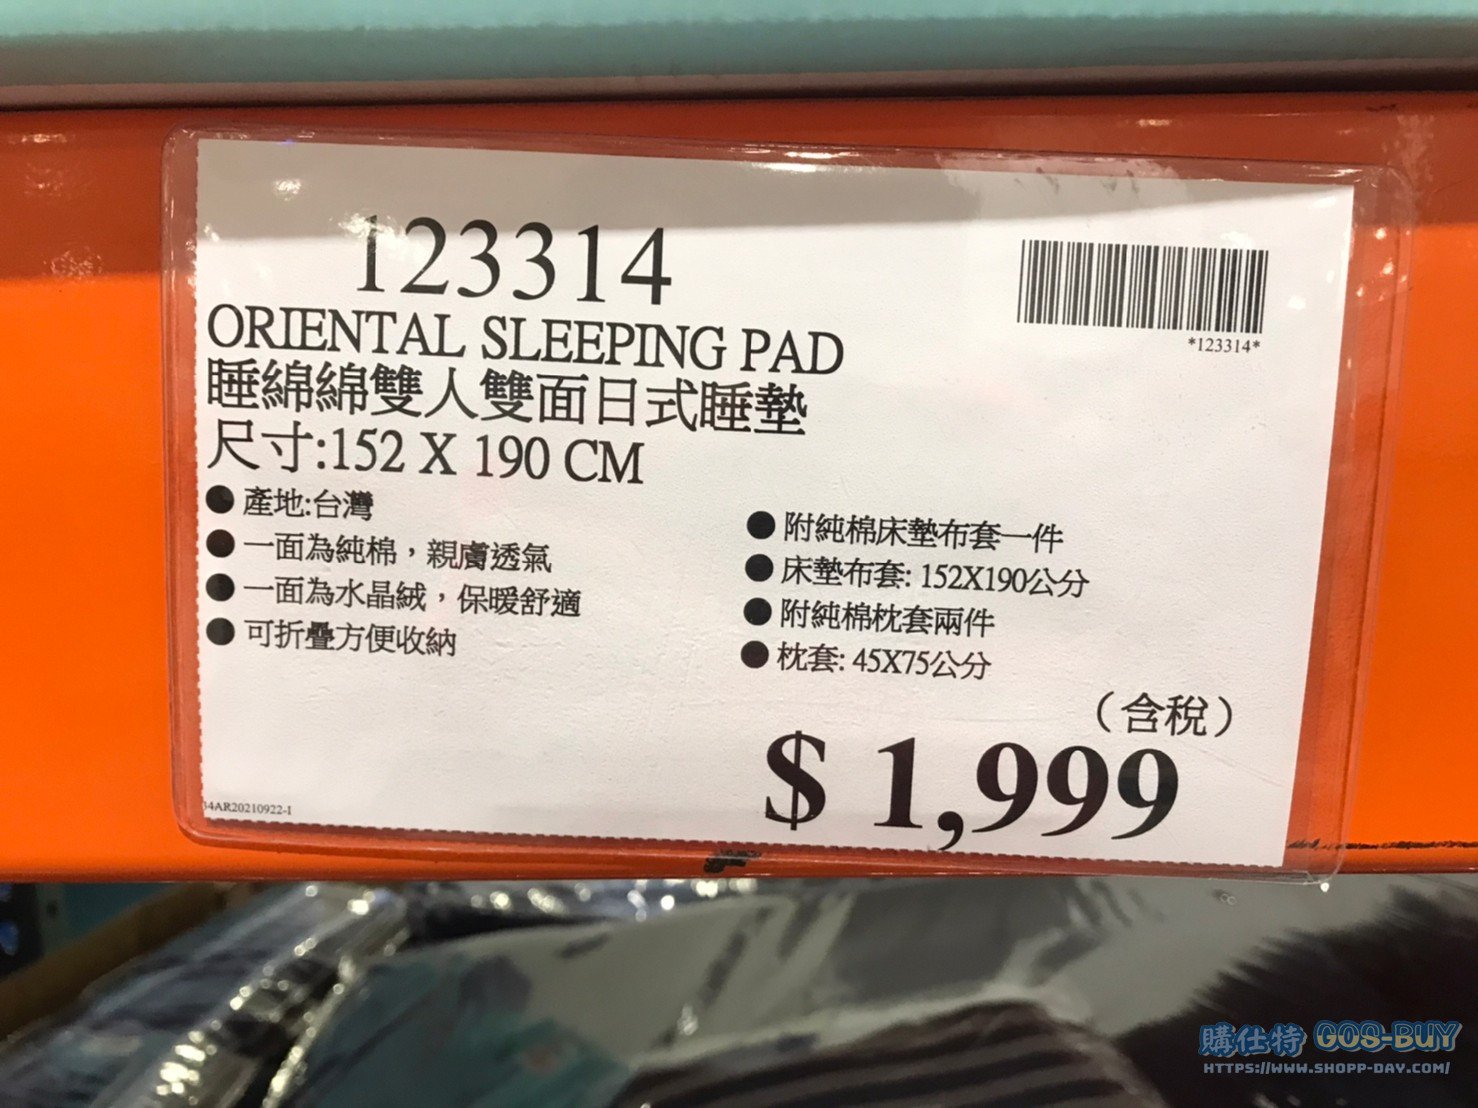 123314
*123314*
ORIENTAL SLEEPING PAD
睡綿綿雙人雙面日式睡墊
尺寸:152 X 190 CM
● 產地:台灣
● 一面為純棉，親膚透氣
● 一面為水晶絨，保暖舒適
● 可折疊方便收納
● 附純棉床墊布套一件
● 床墊布套: 152X190公分
● 附純棉枕套兩件
● 枕套: 45X75公分
（含稅）
$ 1,999
34AR20210922-1
購仕特 GOS-BUY
HTTPS://WWW.SHOPP-DAY.COM/